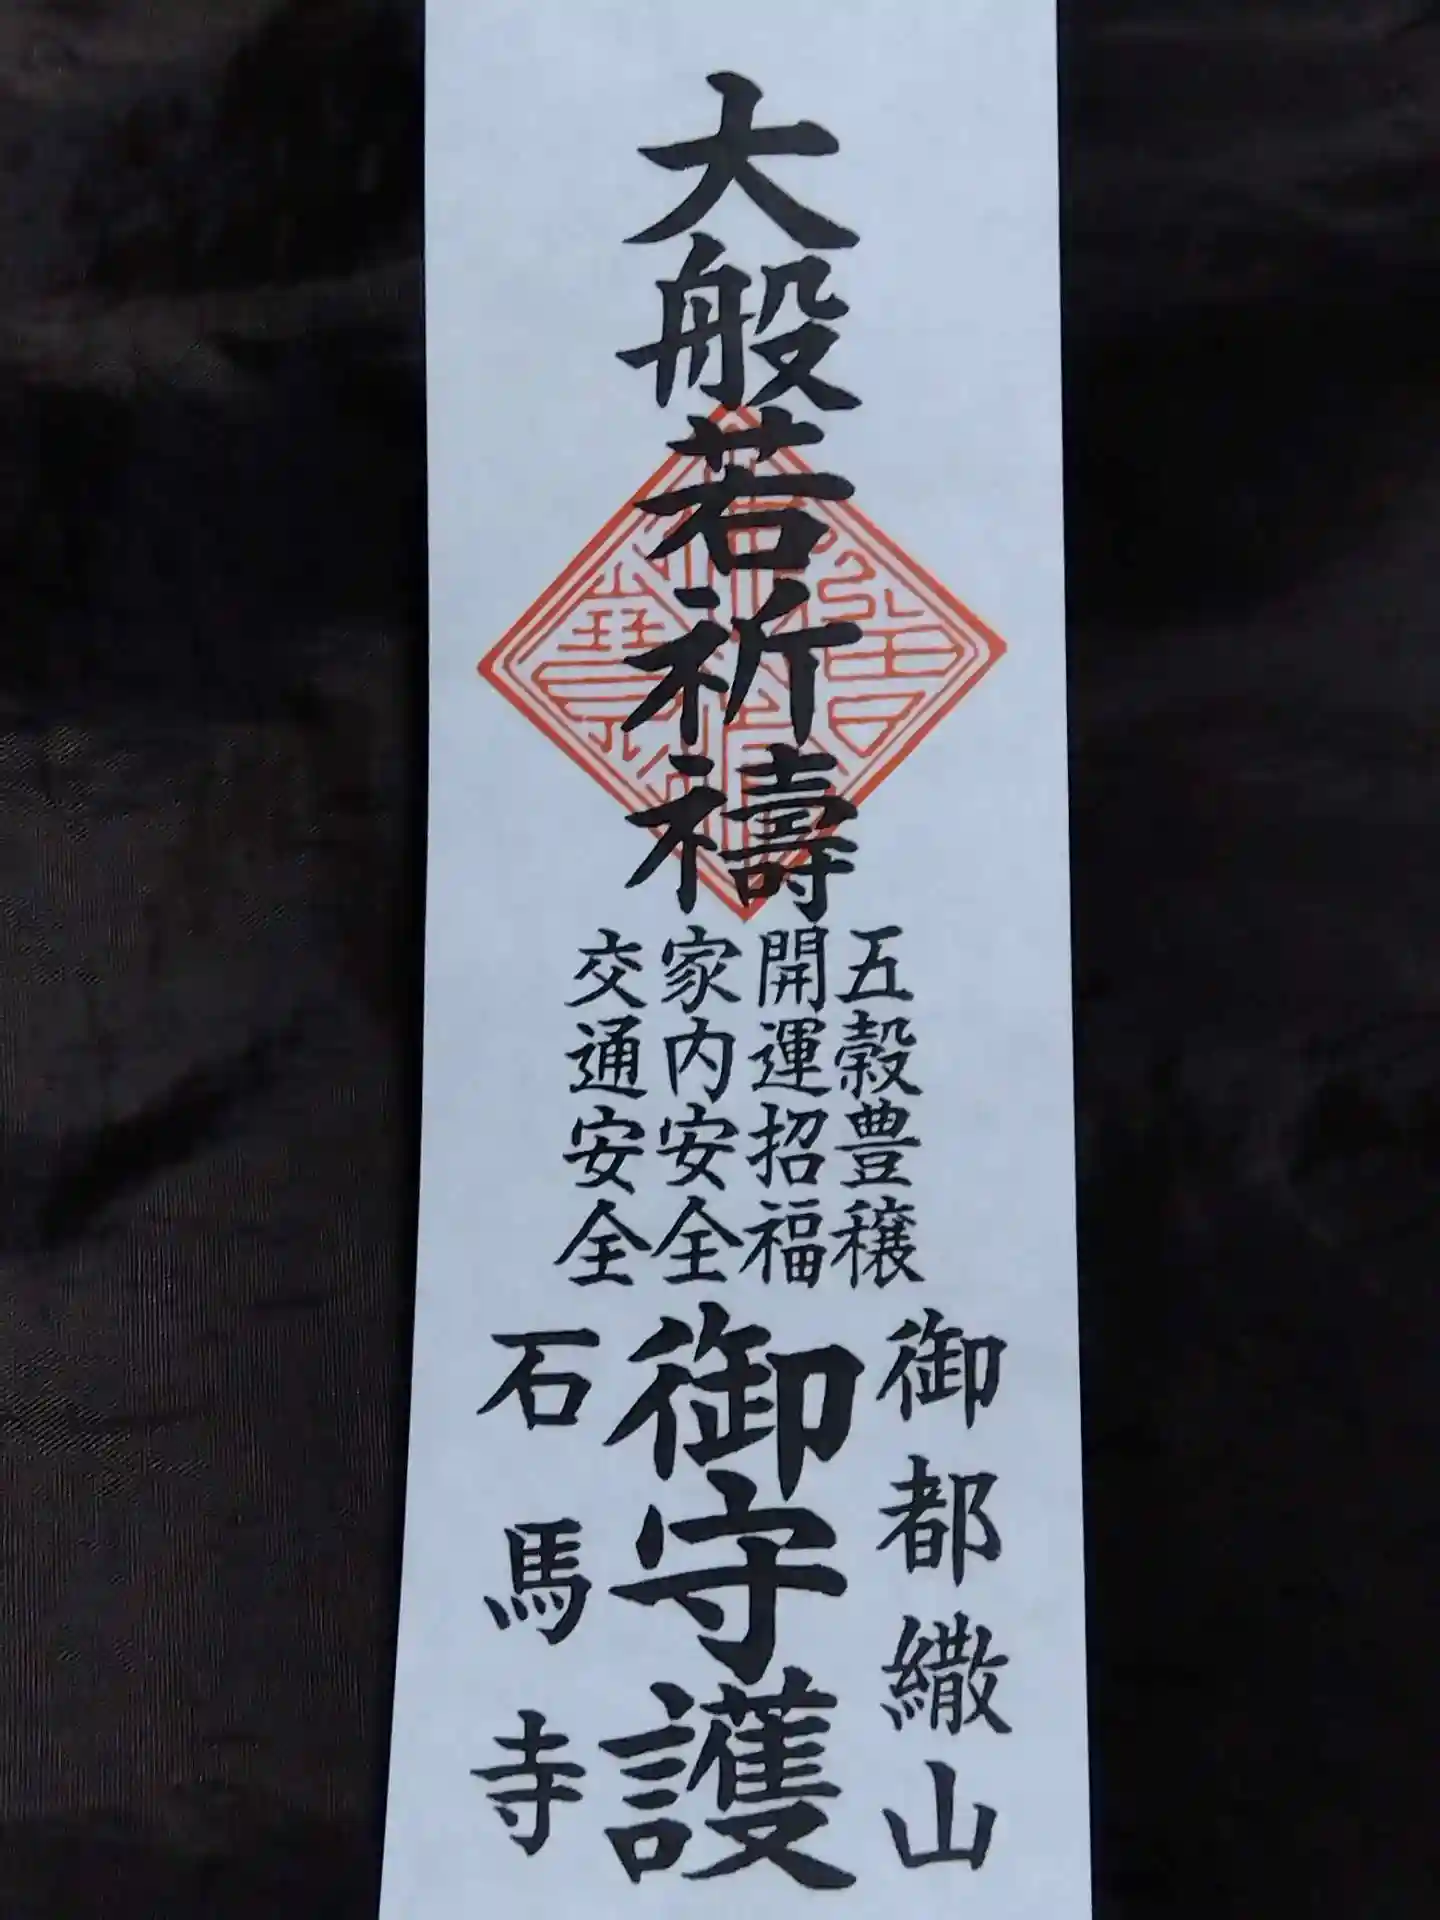 大般若祈禱
五穀豊穣
開運招福
家内安全
交通安全
御守護
御都繖山
石馬寺